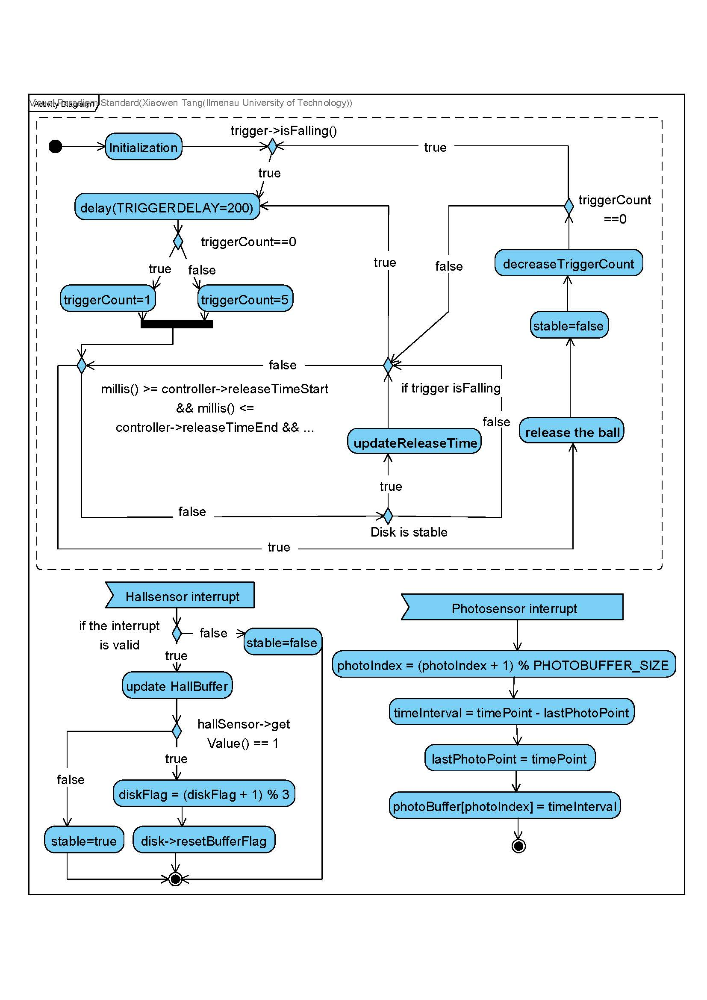 Visual Paradigm Standard(Xiaowen Tang(Ilmenau University of Technology))
Activity Diagram1
trigger->isFalling()
Initialization
true
true
triggerCount
==0
delay(TRIGGERDELAY=200)
triggerCount==0
true
false
true
false
decreaseTriggerCount
triggerCount=1
triggerCount=5
stable=false
false
if trigger isFalling
millis() >= controller->releaseTimeStart
&& millis() <=
controller->releaseTimeEnd && ...
false
release the ball
updateReleaseTime
true
false
Disk is stable
true
Hallsensor interrupt
if the interrupt
is valid
false
stable=false
true
update HallBuffer
hallSensor->get
Value() == 1
true
false
diskFlag = (diskFlag + 1) % 3
stable=true
disk->resetBufferFlag
Photosensor interrupt
photoIndex = (photoIndex + 1) % PHOTOBUFFER_SIZE
timeInterval = timePoint - lastPhotoPoint
lastPhotoPoint = timePoint
photoBuffer[photoIndex] = timeInterval